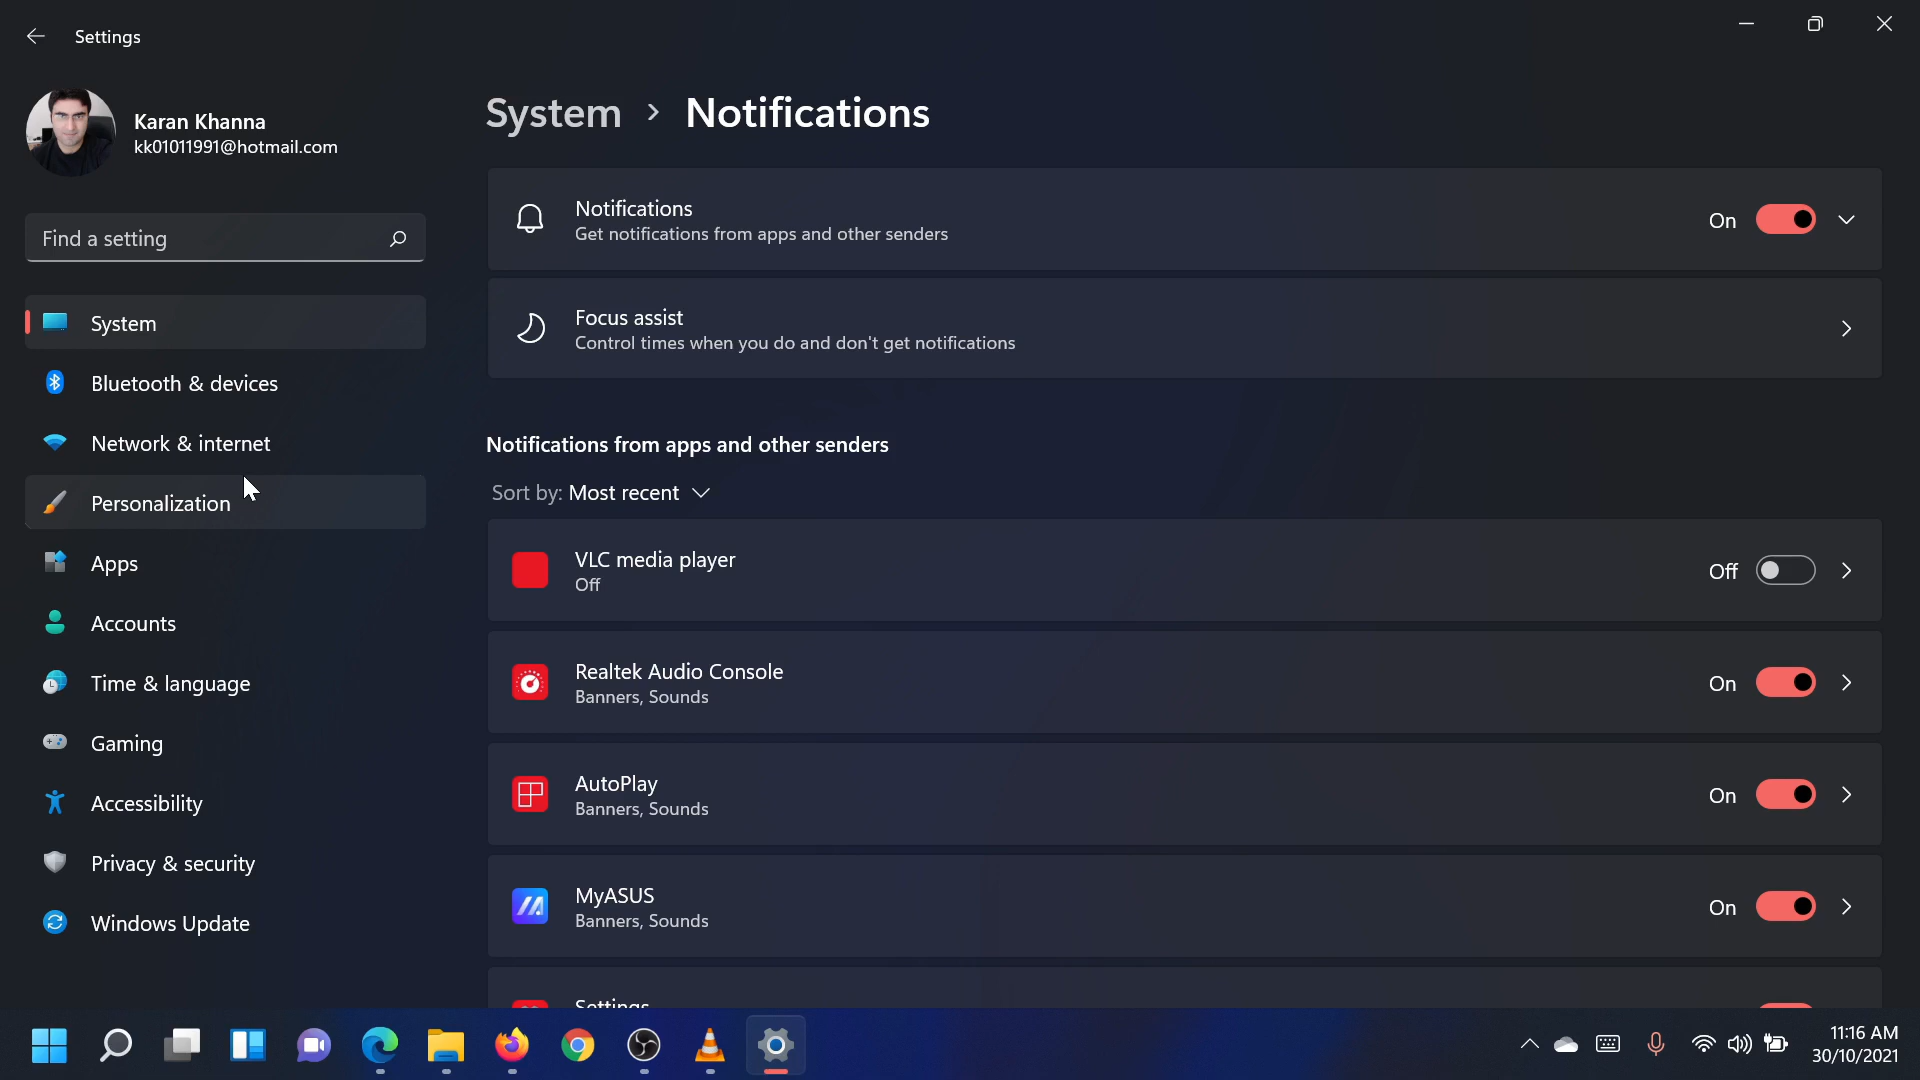 Settings
Karan Khanna
kk01011991@hotmail.com
Find a setting
System
Bluetooth & devices
Network & internet
Personalization
Apps
Accounts
Time & language
Gaming
Accessibility
Privacy & security
Windows Update
System > Notifications
Notifications
Get notifications from apps and other senders
On
Focus assist
Control times when you do and don't get notifications
Notifications from apps and other senders
Sort by: Most recent
VLC media player
Off
Off
Realtek Audio Console
Banners, Sounds
On
AutoPlay
Banners, Sounds
On
MyASUS
Banners, Sounds
On
Settings
11:16 AM
30/10/2021